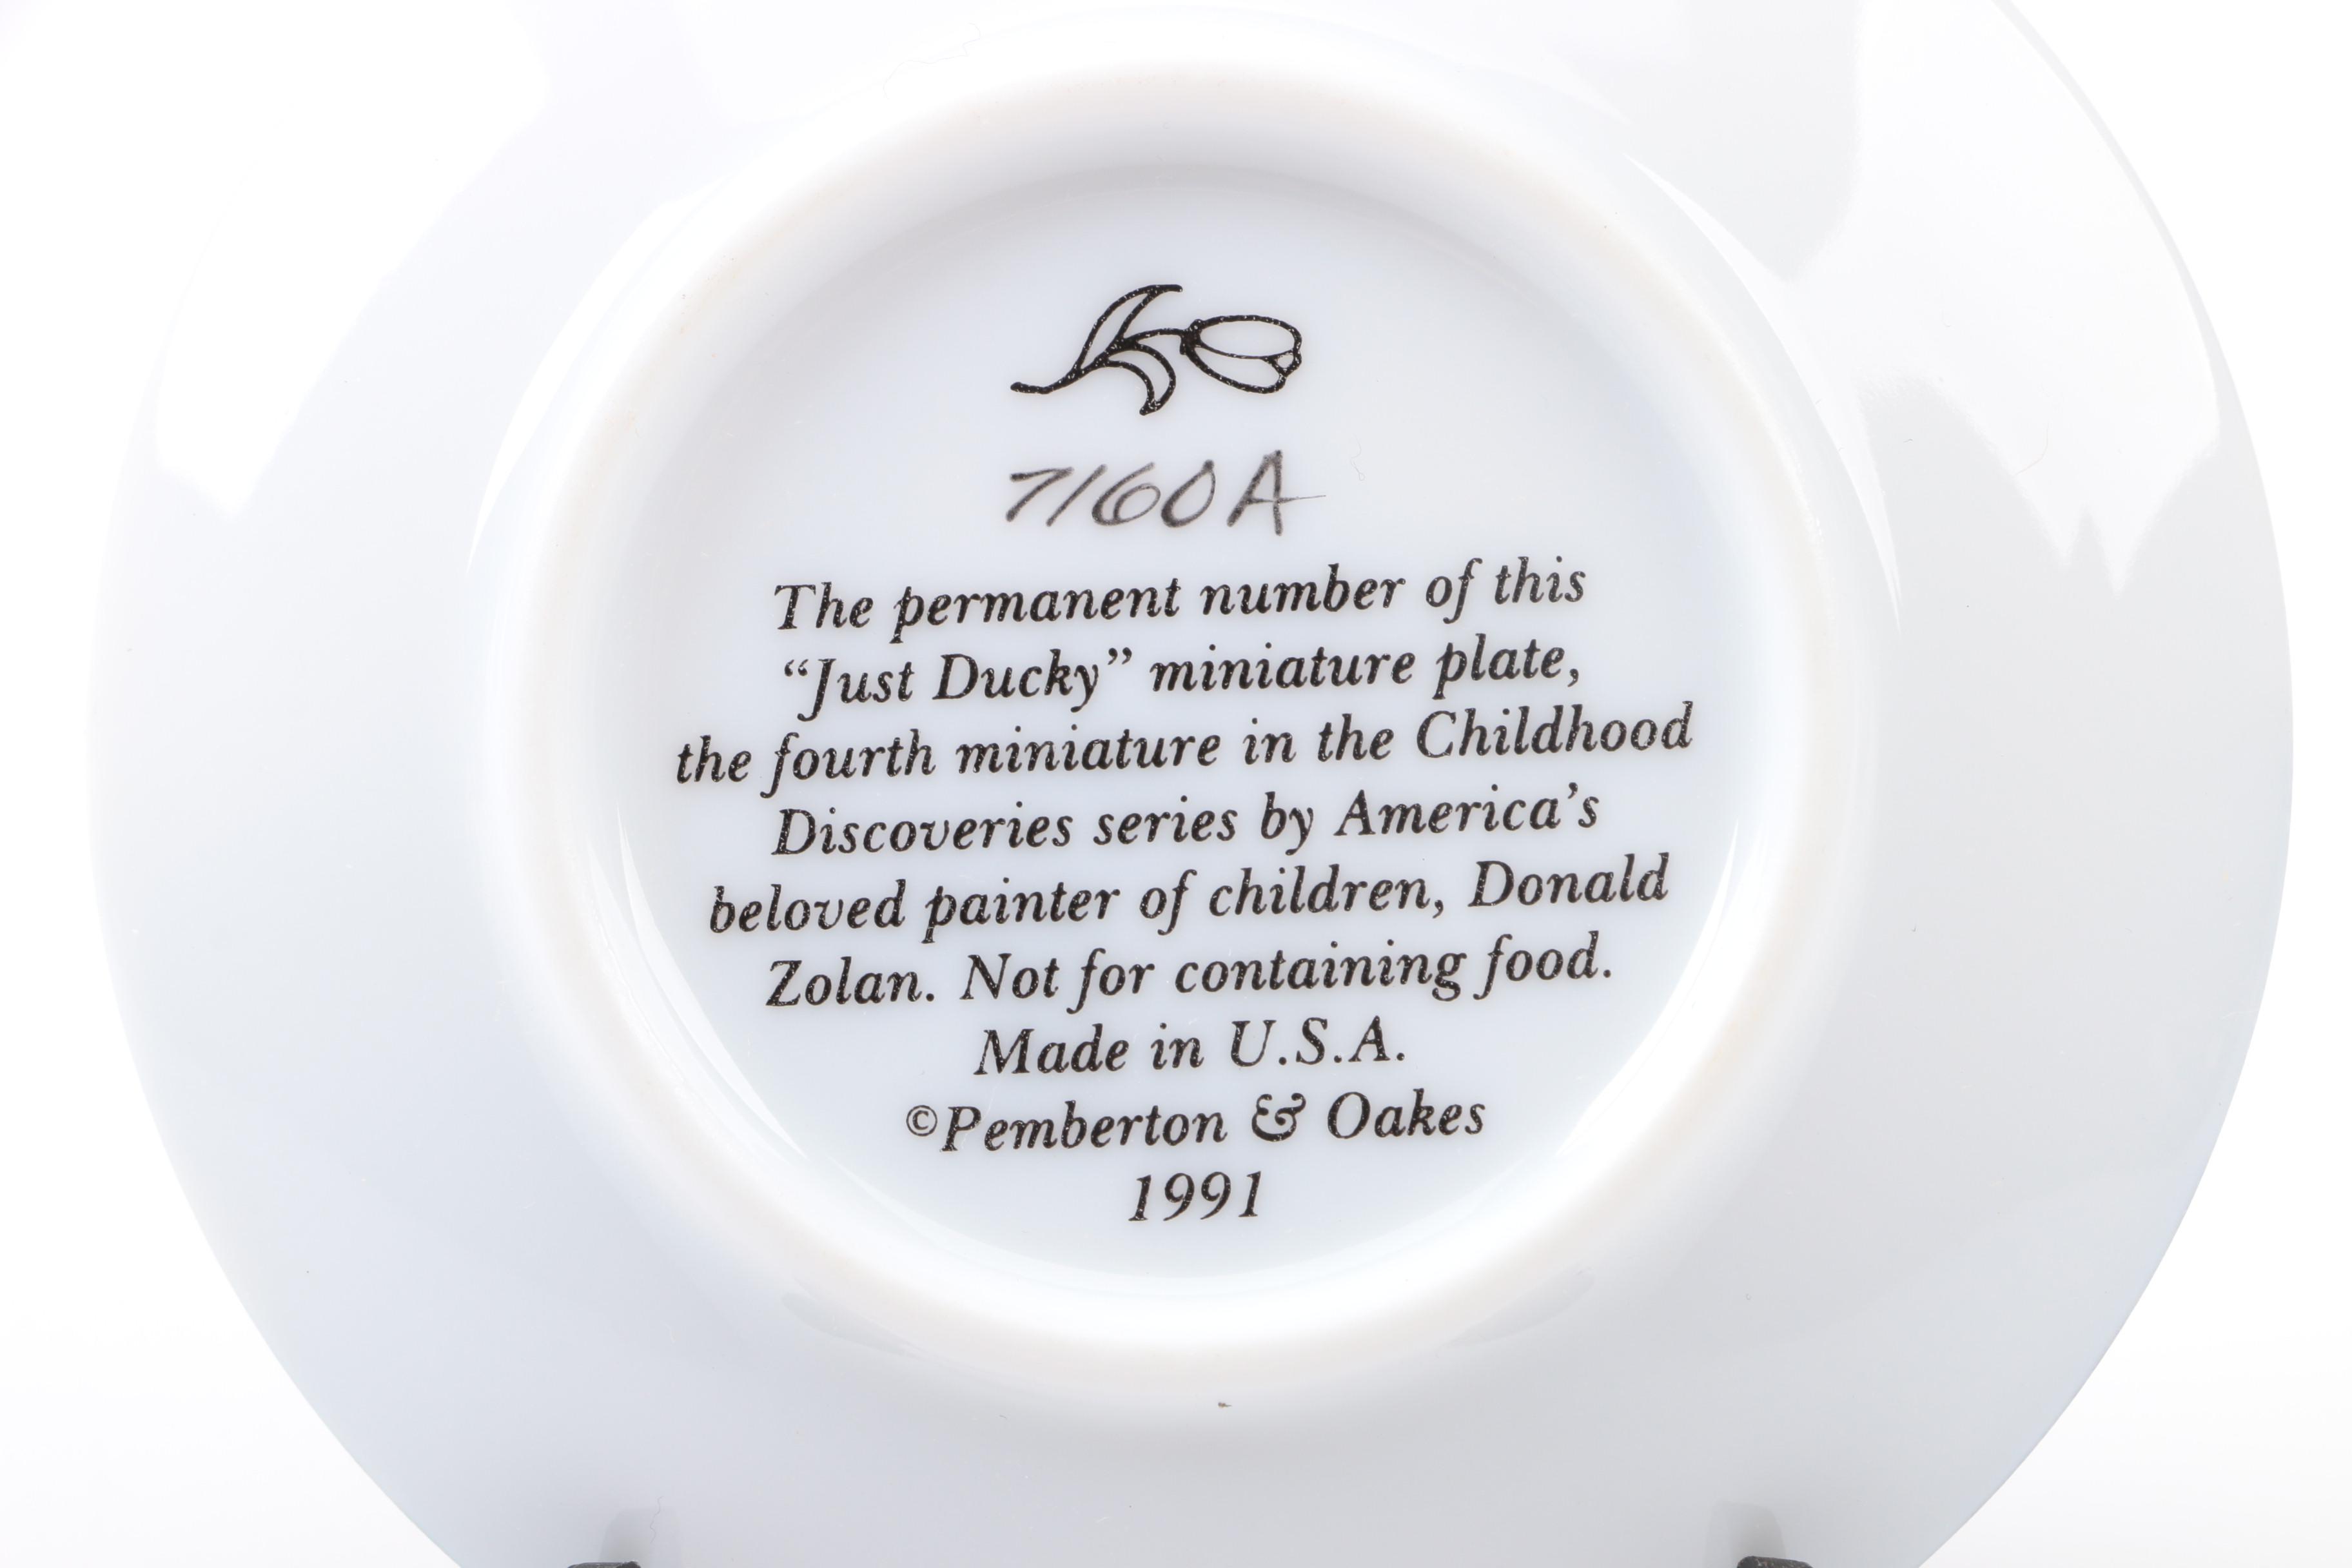 7160A
The permanent number of this
“Just Ducky” miniature plate,
the fourth miniature in the Childhood
Discoveries series by America’s
beloved painter of children, Donald
Zolan. Not for containing food.
Made in U.S.A.
©Pemberton & Oakes
1991